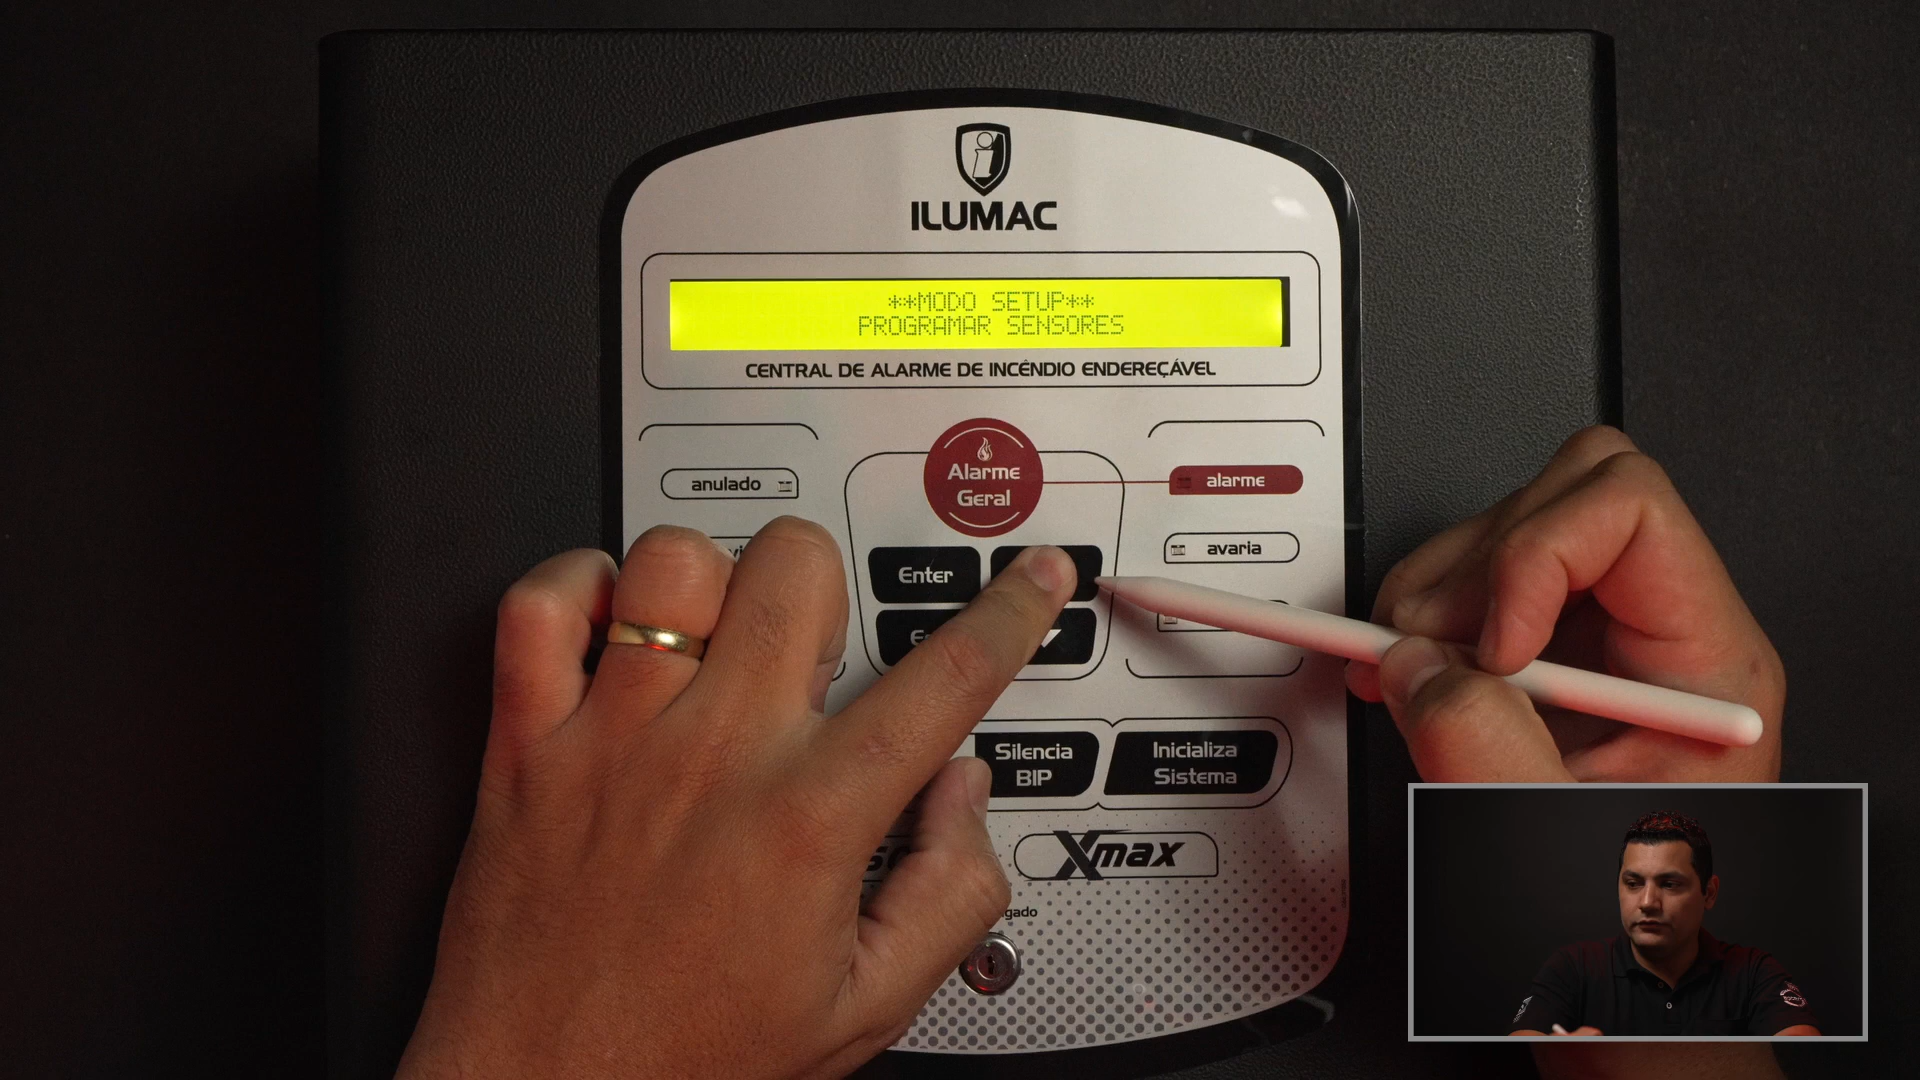 ILUMAC
**MODO SETUP**
PROGRAMAR SENSORES
CENTRAL DE ALARME DE INCÊNDIO ENDEREÇÁVEL
Alarme
Geral
anulado
alarme
avaria
Enter
Silencia
BIP
Inicializa
Sistema
Xmax